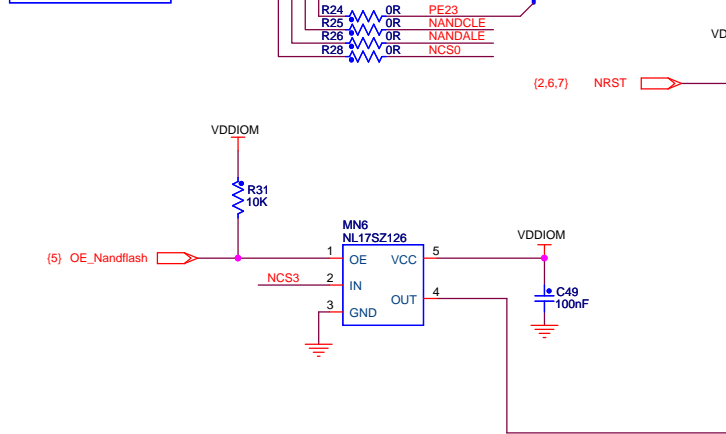 R24 0R PE23
R25 0R NANDCLE
R26 0R NANDALE
R28 0R NCS0
VD
{2,6,7} NRST
VDDIOM
R31
10K
MN6
NL17SZ126
VDDIOM
{5} OE_Nandflash
1 OE VCC 5
NCS3 2 IN
OUT 4
3 GND
C49
100nF